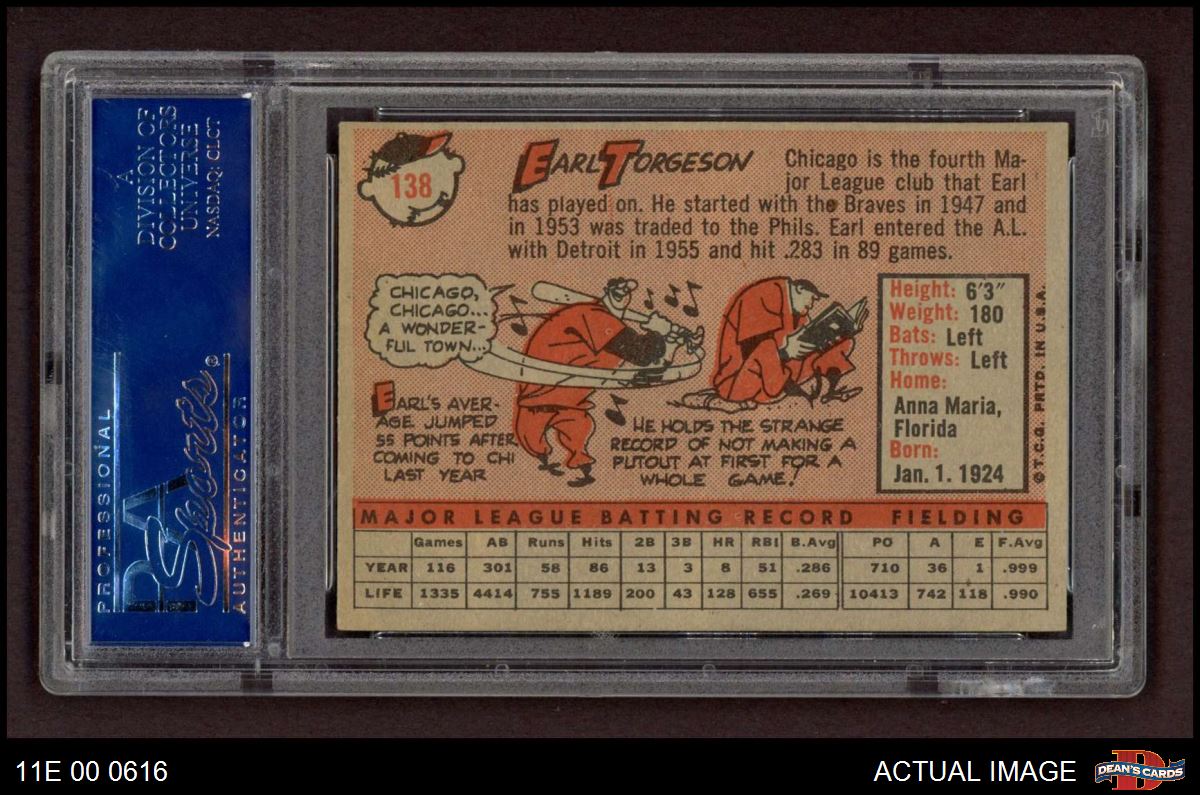 A
DIVISION OF
COLLECTORS
UNIVERSE
NASDAQ: CLCT
PROFESSIONAL
PSA
Sports®
AUTHENTICATOR
138
EARL TORGESON
Chicago is the fourth Ma-
jor League club that Earl
has played on. He started with the Braves in 1947 and
in 1953 was traded to the Phils. Earl entered the A.L.
with Detroit in 1955 and hit .283 in 89 games.
CHICAGO,
CHICAGO...
A WONDER-
FUL TOWN...
EARL'S AVER-
AGE JUMPED
55 POINTS AFTER
COMING TO CHI
LAST YEAR
HE HOLDS THE STRANGE
RECORD OF NOT MAKING A
PUTOUT AT FIRST FOR A
WHOLE GAME!
Height: 6'3"
Weight: 180
Bats: Left
Throws: Left
Home:
Anna Maria,
Florida
Born:
Jan. 1. 1924
©T.C.G. PRTD. IN U.S.A.
MAJOR LEAGUE BATTING RECORD FIELDING
Games AB Runs Hits 2B 3B HR RBI B.Avg PO A E F.Avg
YEAR 116 301 58 86 13 3 8 51 .286 710 36 1 .999
LIFE 1335 4414 755 1189 200 43 128 655 .269 10413 742 118 .990
11E 00 0616
ACTUAL IMAGE
D
DEAN'S CARDS